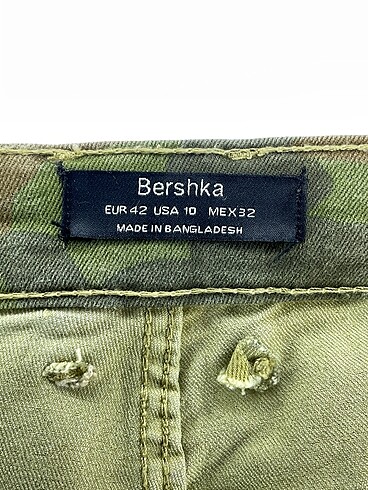 Bershka
EUR 42 USA 10 MEX 32
MADE IN BANGLADESH